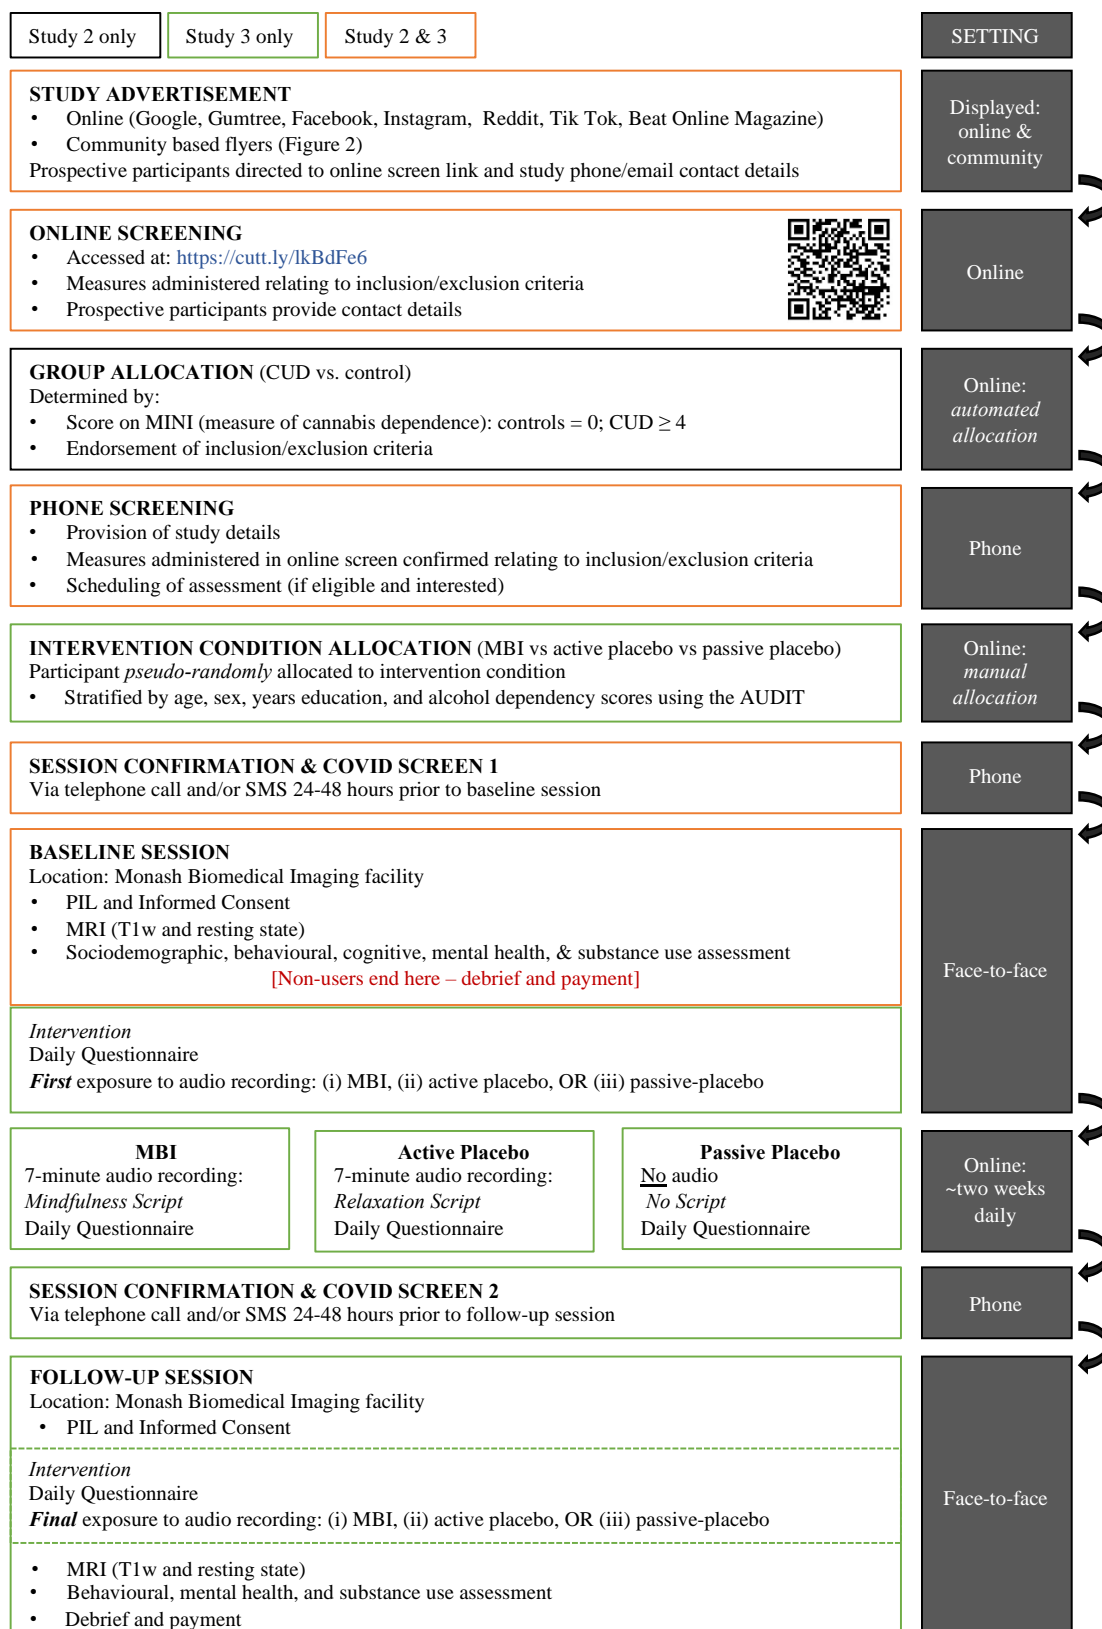 Study 2 only
Study 3 only
Study 2 & 3
SETTING
STUDY ADVERTISEMENT
• Online (Google, Gumtree, Facebook, Instagram, Reddit, Tik Tok, Beat Online Magazine)
• Community based flyers (Figure 2)
Prospective participants directed to online screen link and study phone/email contact details
Displayed:
online &
community
ONLINE SCREENING
• Accessed at: https://cutt.ly/lkBdFe6
• Measures administered relating to inclusion/exclusion criteria
• Prospective participants provide contact details
Online
GROUP ALLOCATION (CUD vs. control)
Determined by:
• Score on MINI (measure of cannabis dependence): controls = 0; CUD ≥ 4
• Endorsement of inclusion/exclusion criteria
Online:
automated
allocation
PHONE SCREENING
• Provision of study details
• Measures administered in online screen confirmed relating to inclusion/exclusion criteria
• Scheduling of assessment (if eligible and interested)
Phone
INTERVENTION CONDITION ALLOCATION (MBI vs active placebo vs passive placebo)
Participant pseudo-randomly allocated to intervention condition
• Stratified by age, sex, years education, and alcohol dependency scores using the AUDIT
Online:
manual
allocation
SESSION CONFIRMATION & COVID SCREEN 1
Via telephone call and/or SMS 24-48 hours prior to baseline session
Phone
BASELINE SESSION
Location: Monash Biomedical Imaging facility
• PIL and Informed Consent
• MRI (T1w and resting state)
• Sociodemographic, behavioural, cognitive, mental health, & substance use assessment
[Non-users end here – debrief and payment]
Intervention
Daily Questionnaire
First exposure to audio recording: (i) MBI, (ii) active placebo, OR (iii) passive-placebo
Face-to-face
MBI
7-minute audio recording:
Mindfulness Script
Daily Questionnaire
Active Placebo
7-minute audio recording:
Relaxation Script
Daily Questionnaire
Passive Placebo
No audio
No Script
Daily Questionnaire
Online:
~two weeks
daily
SESSION CONFIRMATION & COVID SCREEN 2
Via telephone call and/or SMS 24-48 hours prior to follow-up session
Phone
FOLLOW-UP SESSION
Location: Monash Biomedical Imaging facility
• PIL and Informed Consent
Intervention
Daily Questionnaire
Final exposure to audio recording: (i) MBI, (ii) active placebo, OR (iii) passive-placebo
• MRI (T1w and resting state)
• Behavioural, mental health, and substance use assessment
• Debrief and payment
Face-to-face